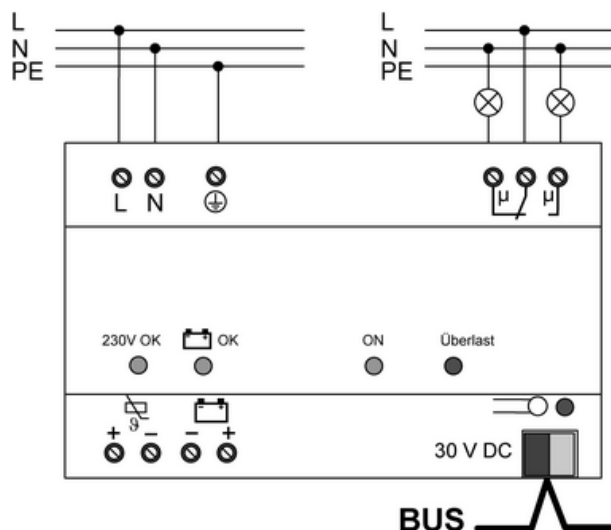 L
N
PE
L
N
PE
L N
µ µ
230V OK
OK
ON
Überlast
ϑ
+ − − +
30 V DC
BUS